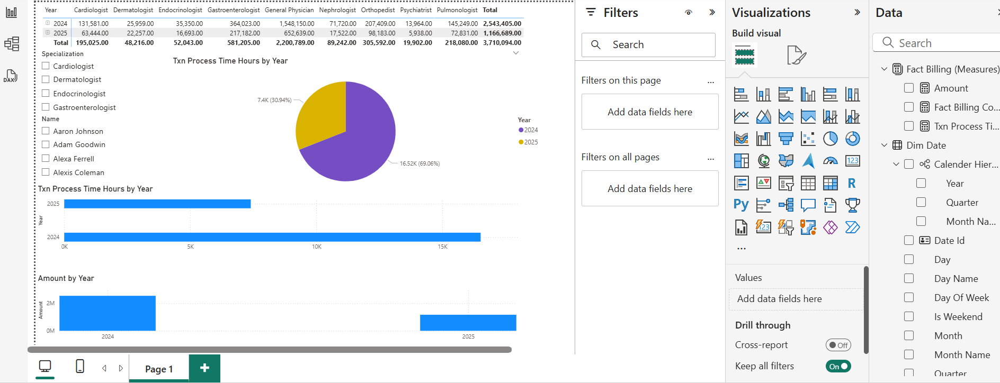 Year Cardiologist Dermatologist Endocrinologist Gastroenterologist General Physician Nephrologist Orthopedist Psychiatrist Pulmonologist Total
2024 131,581.00 25,959.00 35,350.00 364,023.00 1,548,150.00 71,720.00 207,409.00 13,964.00 145,249.00 2,543,405.00
2025 63,444.00 22,257.00 16,693.00 217,182.00 652,639.00 17,522.00 98,183.00 5,938.00 72,831.00 1,166,689.00
Total 195,025.00 48,216.00 52,043.00 581,205.00 2,200,789.00 89,242.00 305,592.00 19,902.00 218,080.00 3,710,094.00
Specialization
Cardiologist
Dermatologist
Endocrinologist
Gastroenterologist
Name
Aaron Johnson
Adam Goodwin
Alexa Ferrell
Alexis Coleman
Txn Process Time Hours by Year
7.4K (30.94%)
16.52K (69.06%)
Year
2024
2025
Txn Process Time Hours by Year
Year
2025
2024
0K 5K 10K 15K
Amount by Year
Amount
2M
0M
2024 2025
Page 1
DAX
Filters
Search
Filters on this page ...
Add data fields here
Filters on all pages ...
Add data fields here
Visualizations
Build visual
123
R
Py
123
...
Values
Add data fields here
Drill through
Cross-report Off
Keep all filters On
Data
Search
Fact Billing (Measures)
Amount
Fact Billing Co...
Txn Process Ti...
Dim Date
Calender Hier...
Year
Quarter
Month Na...
Date Id
Day
Day Name
Day Of Week
Is Weekend
Month
Month Name
Quarter